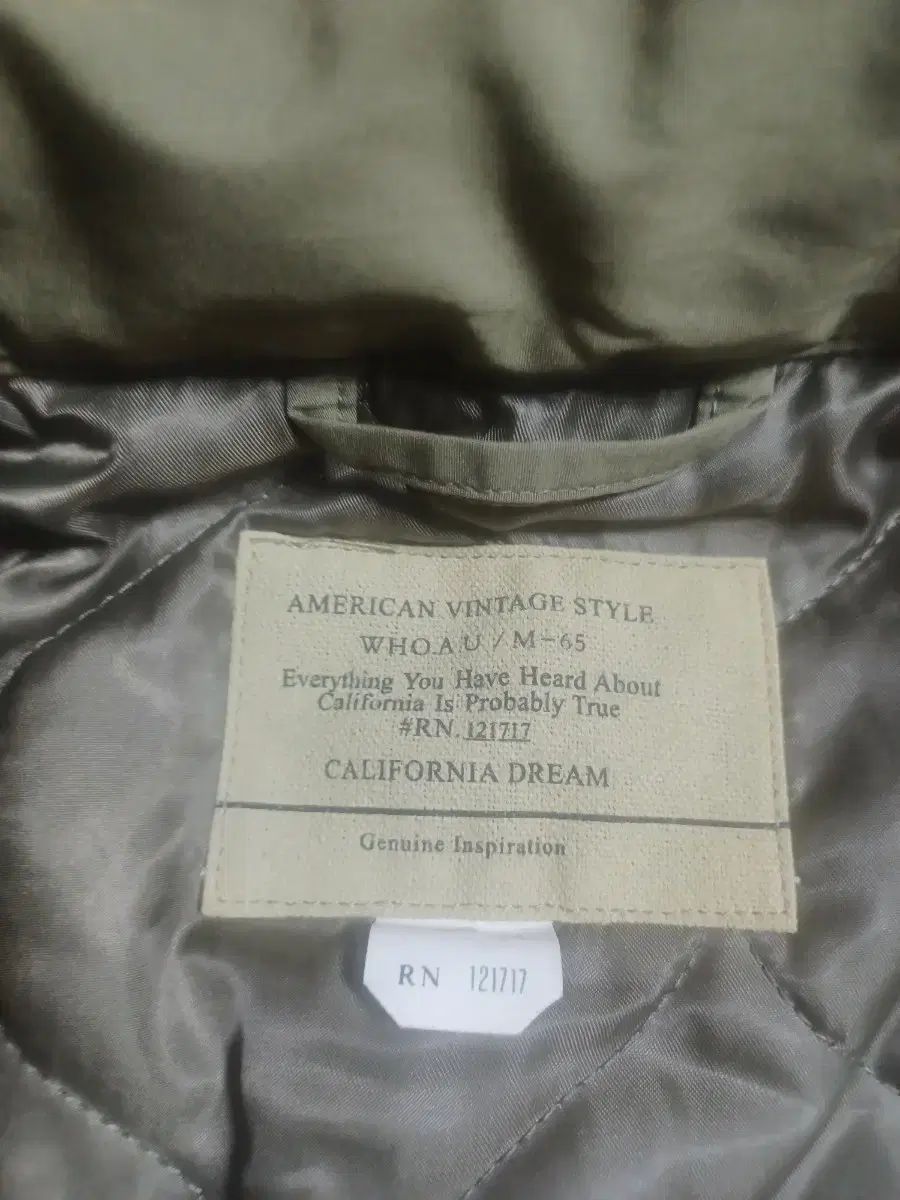 AMERICAN VINTAGE STYLE
WHO.A U / M-65
Everything You Have Heard About
California Is Probably True
#RN. 121717
CALIFORNIA DREAM
Genuine Inspiration
RN 121717